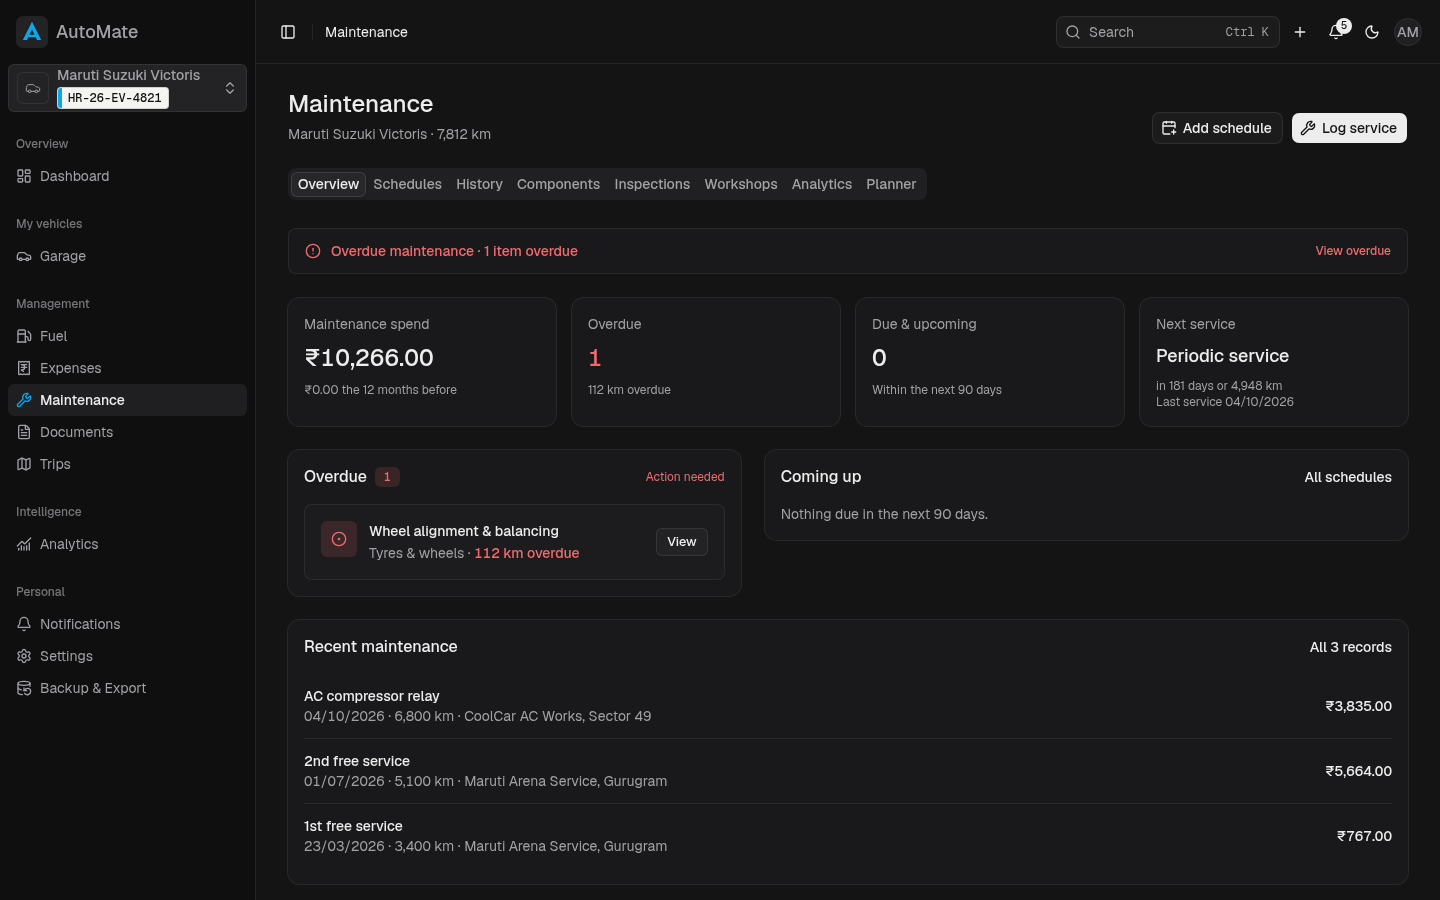 AutoMate
Maruti Suzuki Victoris
HR-26-EV-4821
Overview
Dashboard
My vehicles
Garage
Management
Fuel
Expenses
Maintenance
Documents
Trips
Intelligence
Analytics
Personal
Notifications
Settings
Backup & Export
Maintenance
Search Ctrl K
5
AM
Maintenance
Maruti Suzuki Victoris · 7,812 km
Add schedule
Log service
Overview Schedules History Components Inspections Workshops Analytics Planner
Overdue maintenance · 1 item overdue
View overdue
Maintenance spend
₹10,266.00
₹0.00 the 12 months before
Overdue
1
112 km overdue
Due & upcoming
0
Within the next 90 days
Next service
Periodic service
in 181 days or 4,948 km
Last service 04/10/2026
Overdue 1
Action needed
Wheel alignment & balancing
Tyres & wheels · 112 km overdue
View
Coming up
All schedules
Nothing due in the next 90 days.
Recent maintenance
All 3 records
AC compressor relay
04/10/2026 · 6,800 km · CoolCar AC Works, Sector 49
₹3,835.00
2nd free service
01/07/2026 · 5,100 km · Maruti Arena Service, Gurugram
₹5,664.00
1st free service
23/03/2026 · 3,400 km · Maruti Arena Service, Gurugram
₹767.00